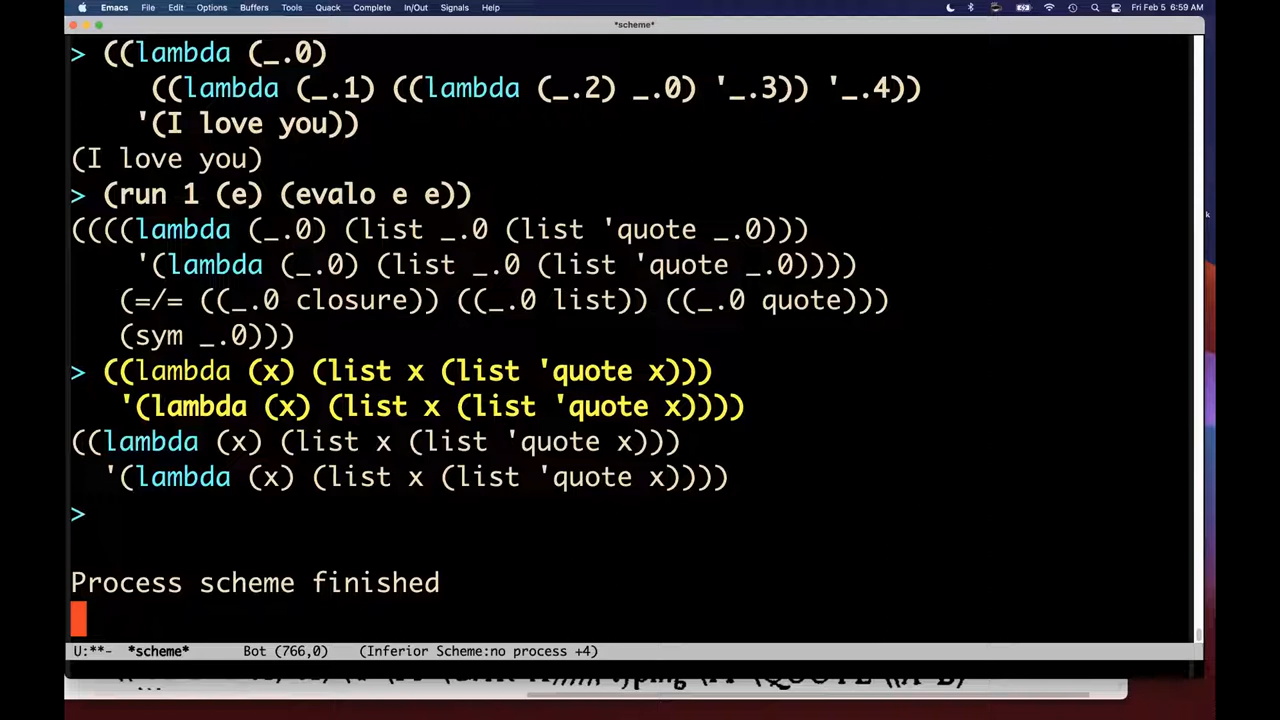 Emacs File Edit Options Buffers Tools Quack Complete In/Out Signals Help Fri Feb 5 6:59 AM
*scheme*
> ((lambda (_.0)
((lambda (_.1) ((lambda (_.2) _.0) '_.3)) '_.4))
'(I love you))
(I love you)
> (run 1 (e) (evalo e e))
((((lambda (_.0) (list _.0 (list 'quote _.0)))
'(lambda (_.0) (list _.0 (list 'quote _.0))))
(=/= ((_.0 closure)) ((_.0 list)) ((_.0 quote)))
(sym _.0)))
> ((lambda (x) (list x (list 'quote x)))
'(lambda (x) (list x (list 'quote x))))
((lambda (x) (list x (list 'quote x)))
'(lambda (x) (list x (list 'quote x))))
>
Process scheme finished
U:**- *scheme* Bot (766,0) (Inferior Scheme:no process +4)